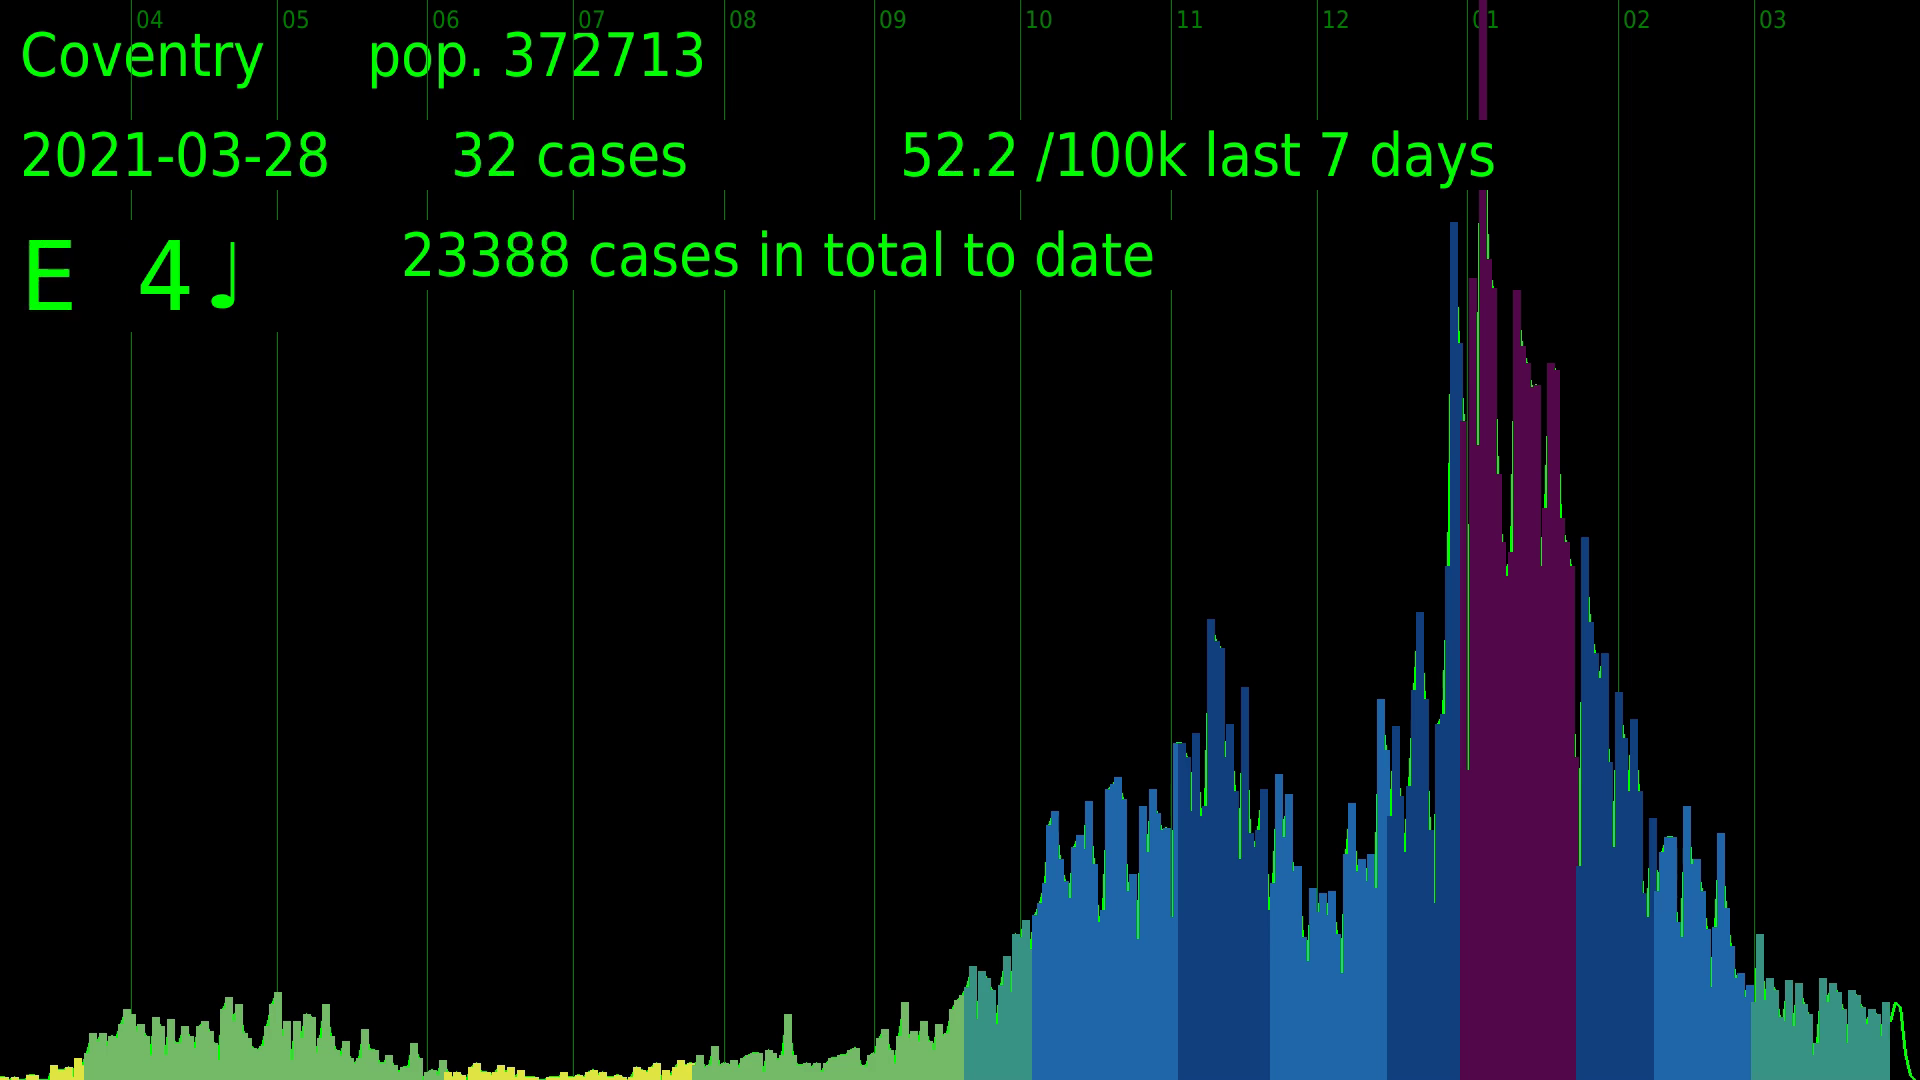 04 05 06 07 08 09 10 11 12 01 02 03
Coventry pop. 372713
2021-03-28 32 cases 52.2 /100k last 7 days
E 4♩ 23388 cases in total to date